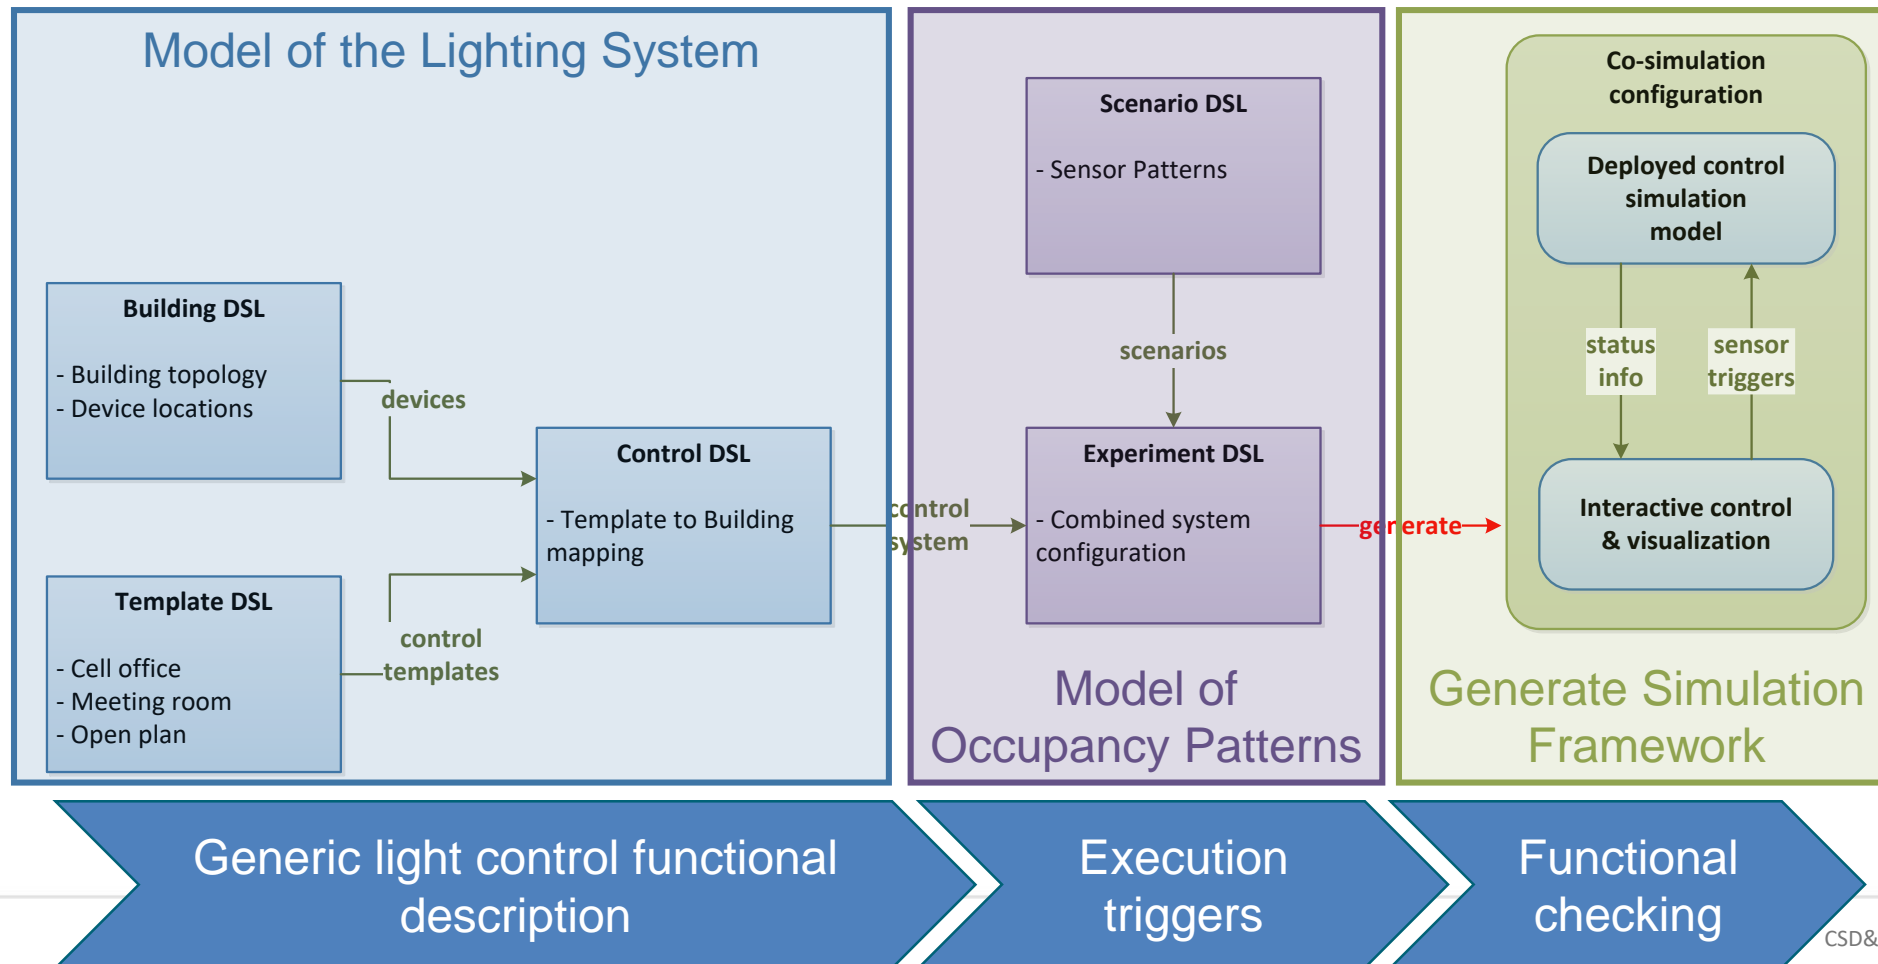 Model of the Lighting System
Building DSL
- Building topology
- Device locations
devices
Template DSL
- Cell office
- Meeting room
- Open plan
control
templates
Control DSL
- Template to Building
mapping
control
system
Scenario DSL
- Sensor Patterns
scenarios
Experiment DSL
- Combined system
configuration
Model of
Occupancy Patterns
generate
Co-simulation
configuration
Deployed control
simulation
model
status
info
sensor
triggers
Interactive control
& visualization
Generate Simulation
Framework
Generic light control functional
description
Execution
triggers
Functional
checking
CSD&